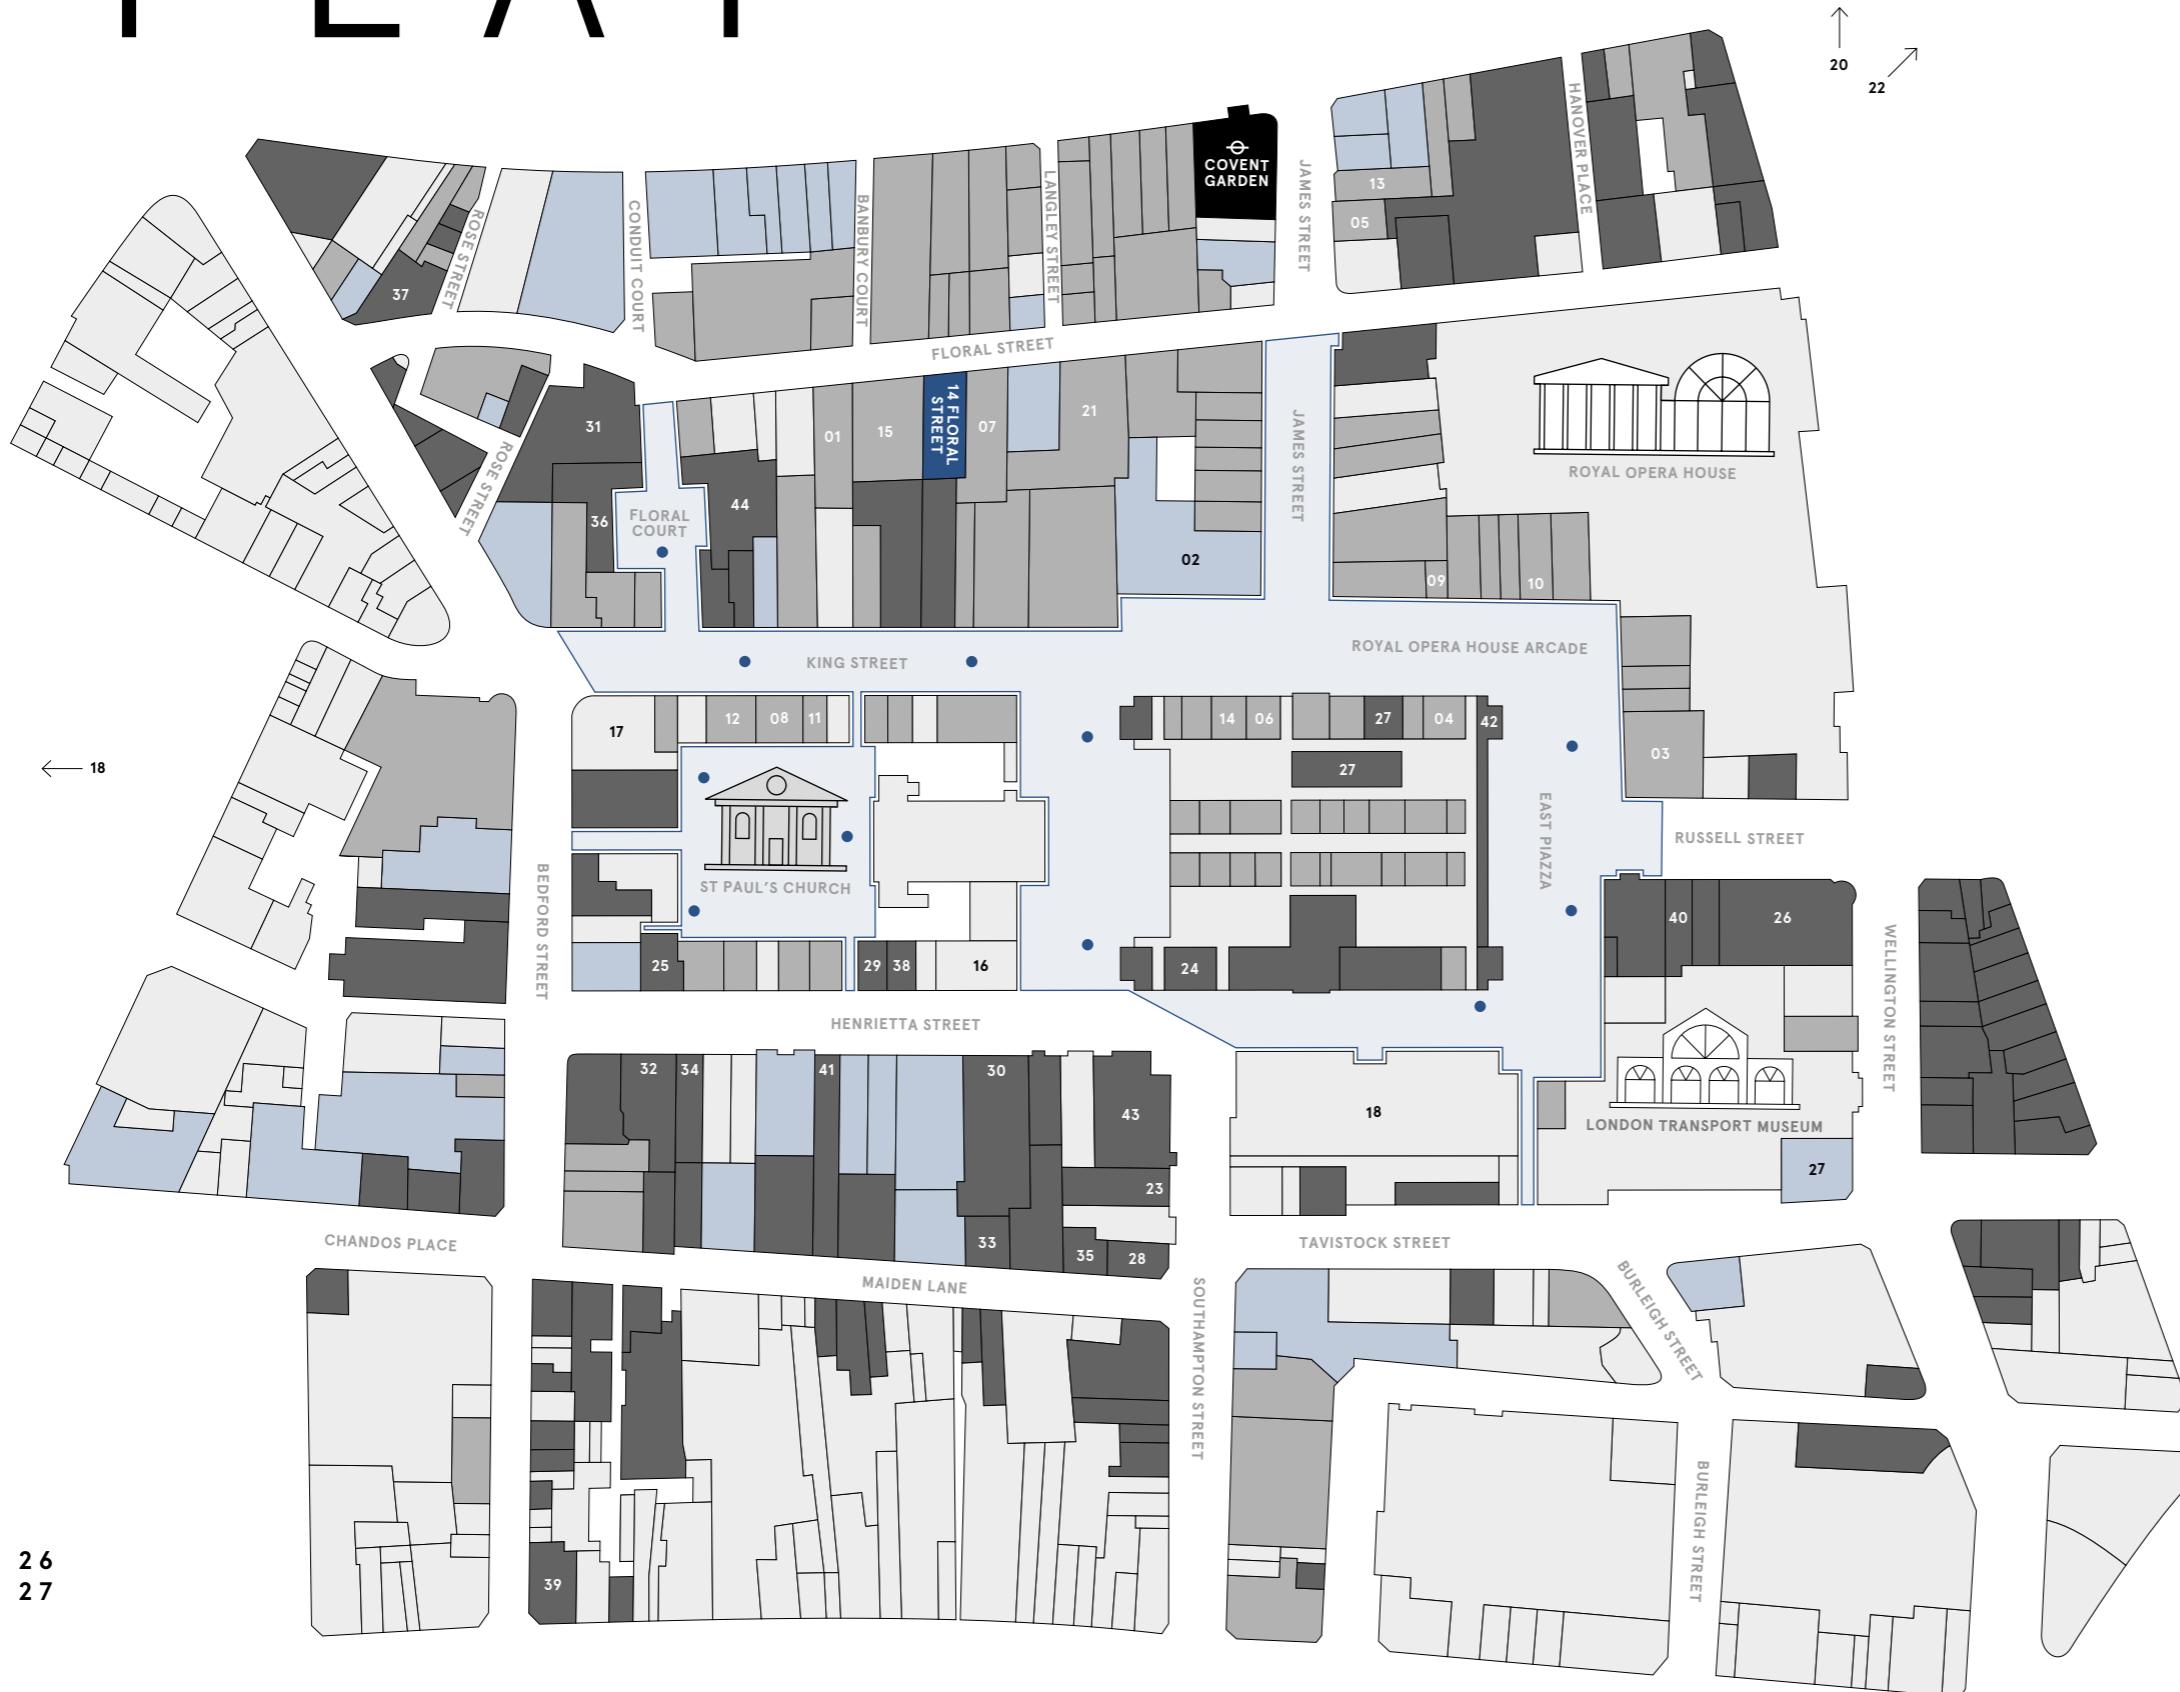 20
22
COVENT
GARDEN
HANOVER PLACE
JAMES STREET
13
05
LANGLEY STREET
BANBURY COURT
CONDUIT COURT
ROSE STREET
37
FLORAL STREET
14 FLORAL
STREET
31
01
15
07
21
JAMES STREET
ROYAL OPERA HOUSE
ROSE STREET
36
FLORAL
COURT
44
02
09
10
KING STREET
ROYAL OPERA HOUSE ARCADE
17
12
08
11
14
06
27
04
42
03
18
27
EAST PIAZZA
RUSSELL STREET
ST PAUL'S CHURCH
BEDFORD STREET
40
26
WELLINGTON STREET
25
29
38
16
24
HENRIETTA STREET
32
34
41
30
43
18
LONDON TRANSPORT MUSEUM
27
23
CHANDOS PLACE
33
35
28
TAVISTOCK STREET
MAIDEN LANE
SOUTHAMPTON STREET
BURLEIGH STREET
BURLEIGH STREET
39
26
27